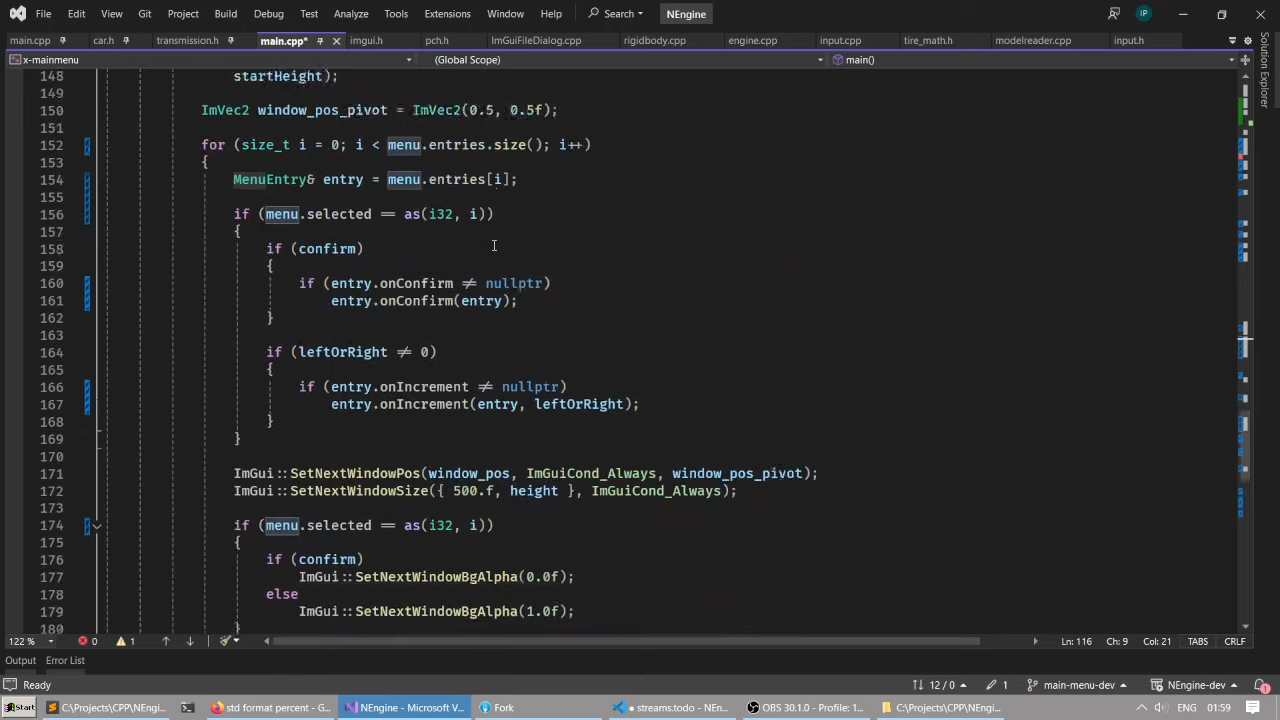 File Edit View Git Project Build Debug Test Analyze Tools Extensions Window Help Search NEngine IP
main.cpp car.h transmission.h main.cpp* imgui.h pch.h ImGuiFileDialog.cpp rigidbody.cpp engine.cpp input.cpp tire_math.h modelreader.cpp input.h
x-mainmenu (Global Scope) main()
Solution Explorer
148 startHeight);
149
150 ImVec2 window_pos_pivot = ImVec2(0.5, 0.5f);
151
152 for (size_t i = 0; i < menu.entries.size(); i++)
153 {
154 MenuEntry& entry = menu.entries[i];
155
156 if (menu.selected == as(i32, i))
157 {
158 if (confirm)
159 {
160 if (entry.onConfirm ≠ nullptr)
161 entry.onConfirm(entry);
162 }
163
164 if (leftOrRight ≠ 0)
165 {
166 if (entry.onIncrement ≠ nullptr)
167 entry.onIncrement(entry, leftOrRight);
168 }
169 }
170
171 ImGui::SetNextWindowPos(window_pos, ImGuiCond_Always, window_pos_pivot);
172 ImGui::SetNextWindowSize({ 500.f, height }, ImGuiCond_Always);
173
174 if (menu.selected == as(i32, i))
175 {
176 if (confirm)
177 ImGui::SetNextWindowBgAlpha(0.0f);
178 else
179 ImGui::SetNextWindowBgAlpha(1.0f);
180 }
122 % 0 1 Ln: 116 Ch: 9 Col: 21 TABS CRLF
Output Error List
Ready 12 / 0 1 main-menu-dev NEngine-dev 1
Start C:\Projects\CPP\NEngi... std format percent - G... NEngine - Microsoft V... Fork streams.todo - NEn... OBS 30.1.0 - Profile: 1... C:\Projects\CPP\NEngi... 01:59